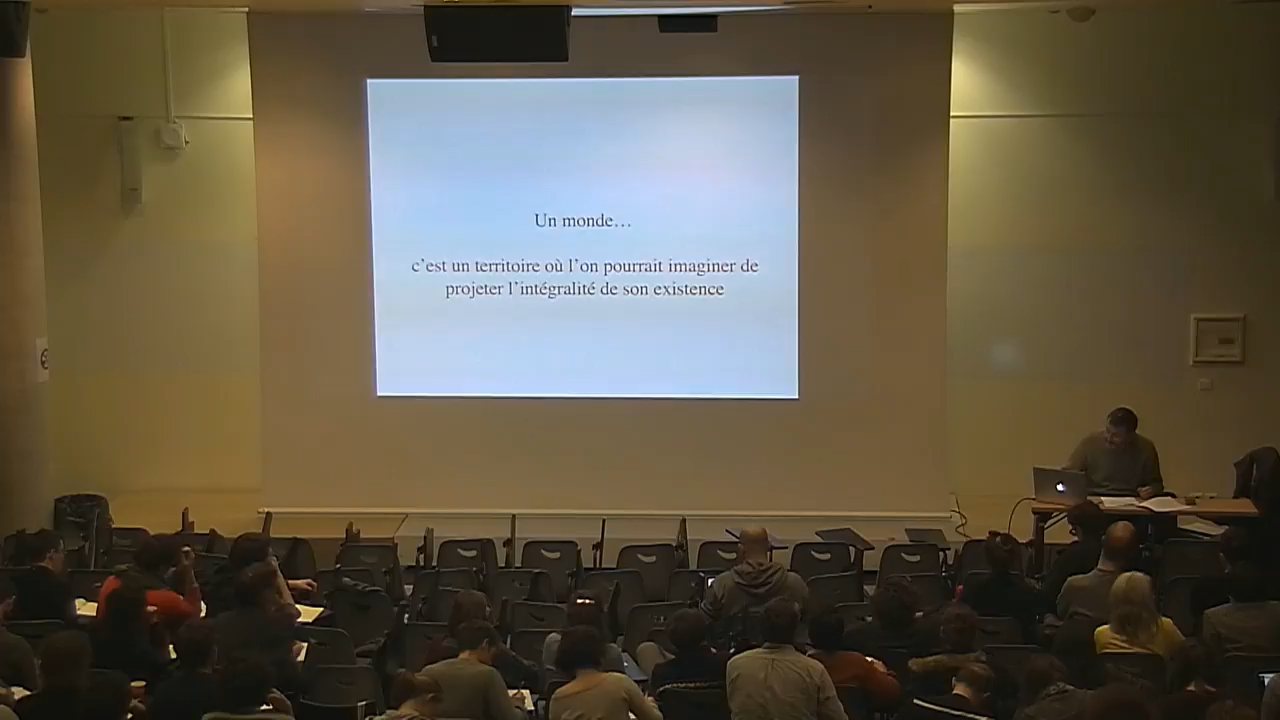 Un monde…
c’est un territoire où l’on pourrait imaginer de
projeter l’intégralité de son existence